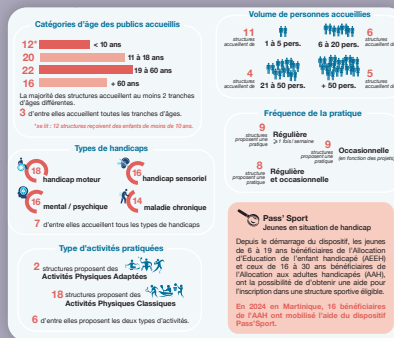 Catégories d'âge des publics accueillis
12* < 10 ans
20 11 à 18 ans
22 19 à 60 ans
16 + 60 ans
La majorité des structures accueillent au moins 2 tranches
d'âges différentes.
3 d'entre elles accueillent toutes les tranches d'âges.
*se lit : 12 structures reçoivent des enfants de moins de 10 ans.
Types de handicaps
18 handicap moteur
16 handicap sensoriel
16 mental / psychique
14 maladie chronique
7 d'entre elles accueillent tous les types de handicaps
Type d'activités pratiquées
2 structures proposent des
Activités Physiques Adaptées
18 structures proposent des
Activités Physiques Classiques
6 d'entre elles proposent les deux types d'activités.
Volume de personnes accueillies
11 structures accueillent de 1 à 5 pers.
6 structures accueillent de 6 à 20 pers.
4 structures accueillent de 21 à 50 pers.
5 structures accueillent de + 50 pers.
Fréquence de la pratique
9 structures proposent une pratique Régulière
> 1 fois / semaine
9 structures proposent une pratique Occasionnelle
(en fonction des projets)
8 structures proposent une pratique Régulière
et occasionnelle
Pass' Sport
Jeunes en situation de handicap
Depuis le démarrage du dispositif, les jeunes
de 6 à 19 ans bénéficiaires de l'Allocation
d'Education de l'enfant handicapé (AEEH)
et ceux de 16 à 30 ans bénéficiaires de
l'Allocation aux adultes handicapés (AAH),
ont la possibilité de d'obtenir une aide pour
l'inscription dans une structure sportive éligible.
En 2024 en Martinique, 16 bénéficiaires
de l'AAH ont mobilisé l'aide du dispositif
Pass'Sport.